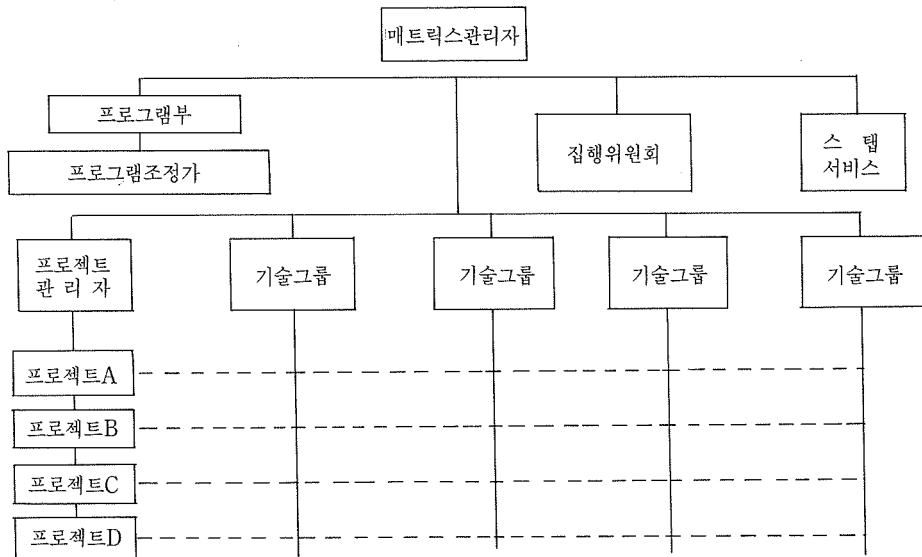 매트릭스관리자
프로그램부
프로그램조정가
집행위원회
스 탭
서비스
프로젝트
관 리 자
기술그룹
기술그룹
기술그룹
기술그룹
프로젝트A
프로젝트B
프로젝트C
프로젝트D